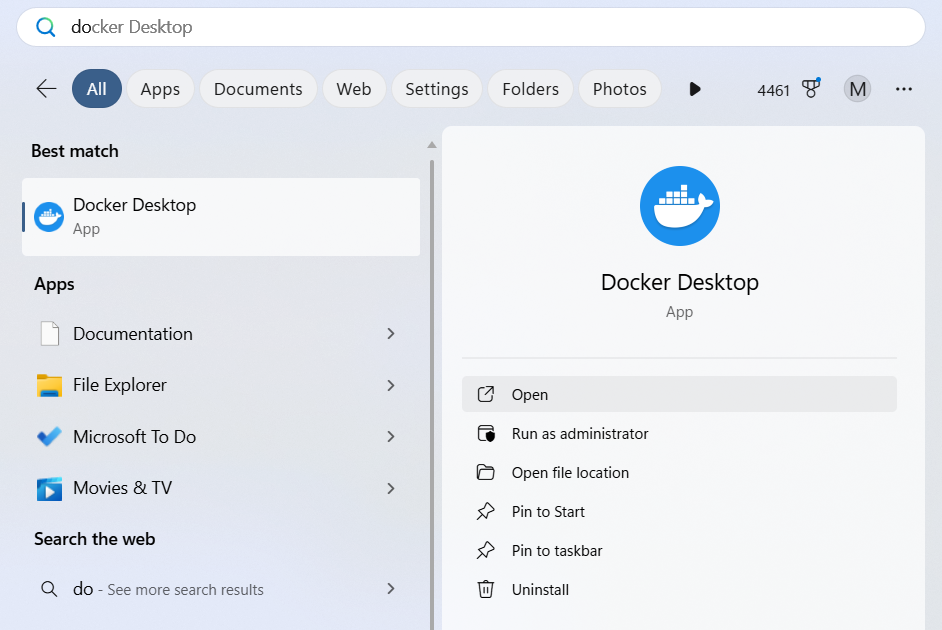 docker Desktop
All
Apps
Documents
Web
Settings
Folders
Photos
4461
M
Best match
Docker Desktop
App
Apps
Documentation
File Explorer
Microsoft To Do
Movies & TV
Search the web
do - See more search results
Docker Desktop
App
Open
Run as administrator
Open file location
Pin to Start
Pin to taskbar
Uninstall